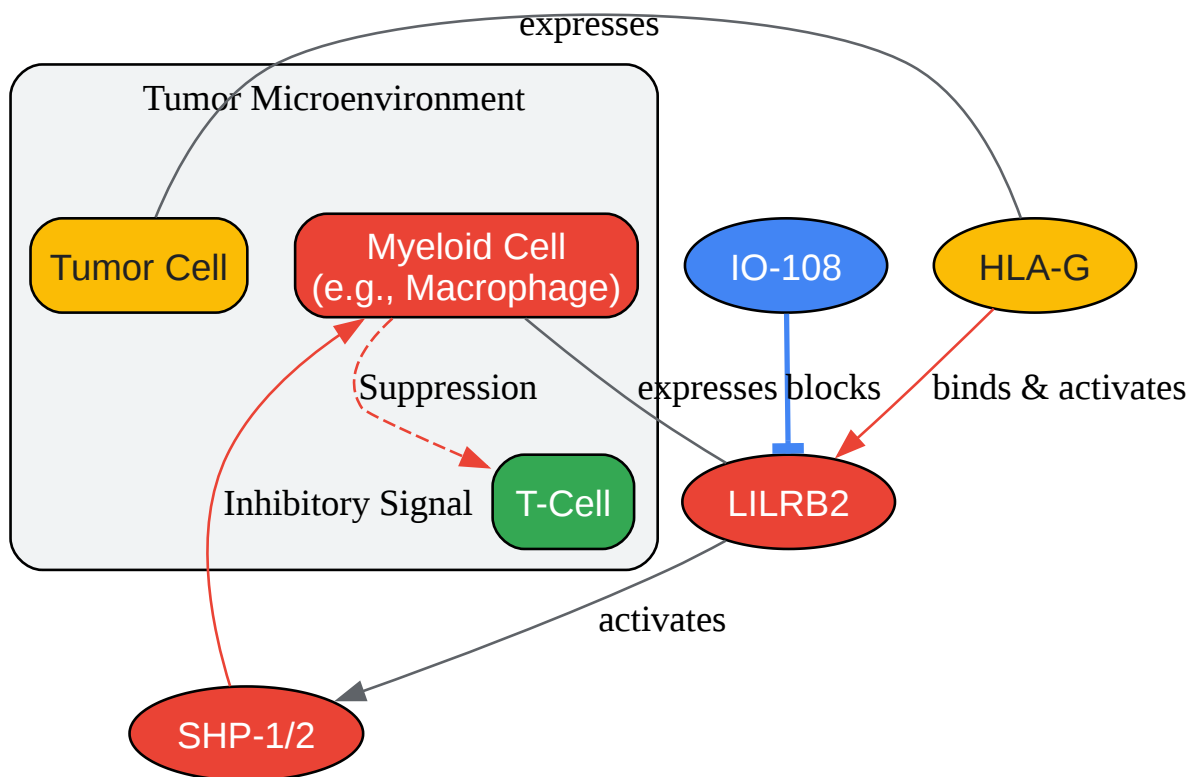 expresses
Tumor Microenvironment
Tumor Cell
Myeloid Cell
(e.g., Macrophage)
IO-108
HLA-G
Suppression
expresses
blocks
binds & activates
Inhibitory Signal
T-Cell
LILRB2
activates
SHP-1/2